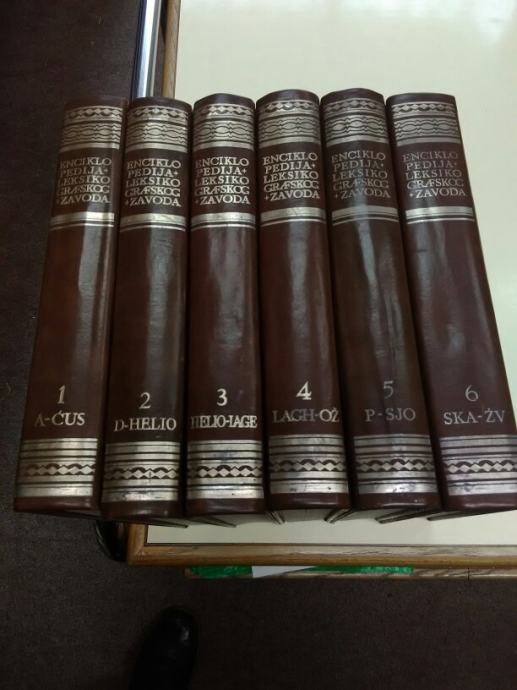 ENCIKLO
PEDIJA+
LEKSIKO
GRAFSKOG
+ZAVODA
1
A-ĆUS
ENCIKLO
PEDIJA+
LEKSIKO
GRAFSKOG
+ZAVODA
2
D-HELIO
ENCIKLO
PEDIJA+
LEKSIKO
GRAFSKOG
+ZAVODA
3
HELIO-LAGE
ENCIKLO
PEDIJA+
LEKSIKO
GRAFSKOG
+ZAVODA
4
LAGH-OŽ
ENCIKLO
PEDIJA+
LEKSIKO
GRAFSKOG
+ZAVODA
5
P-SJO
ENCIKLO
PEDIJA+
LEKSIKO
GRAFSKOG
+ZAVODA
6
SKA-ŽV